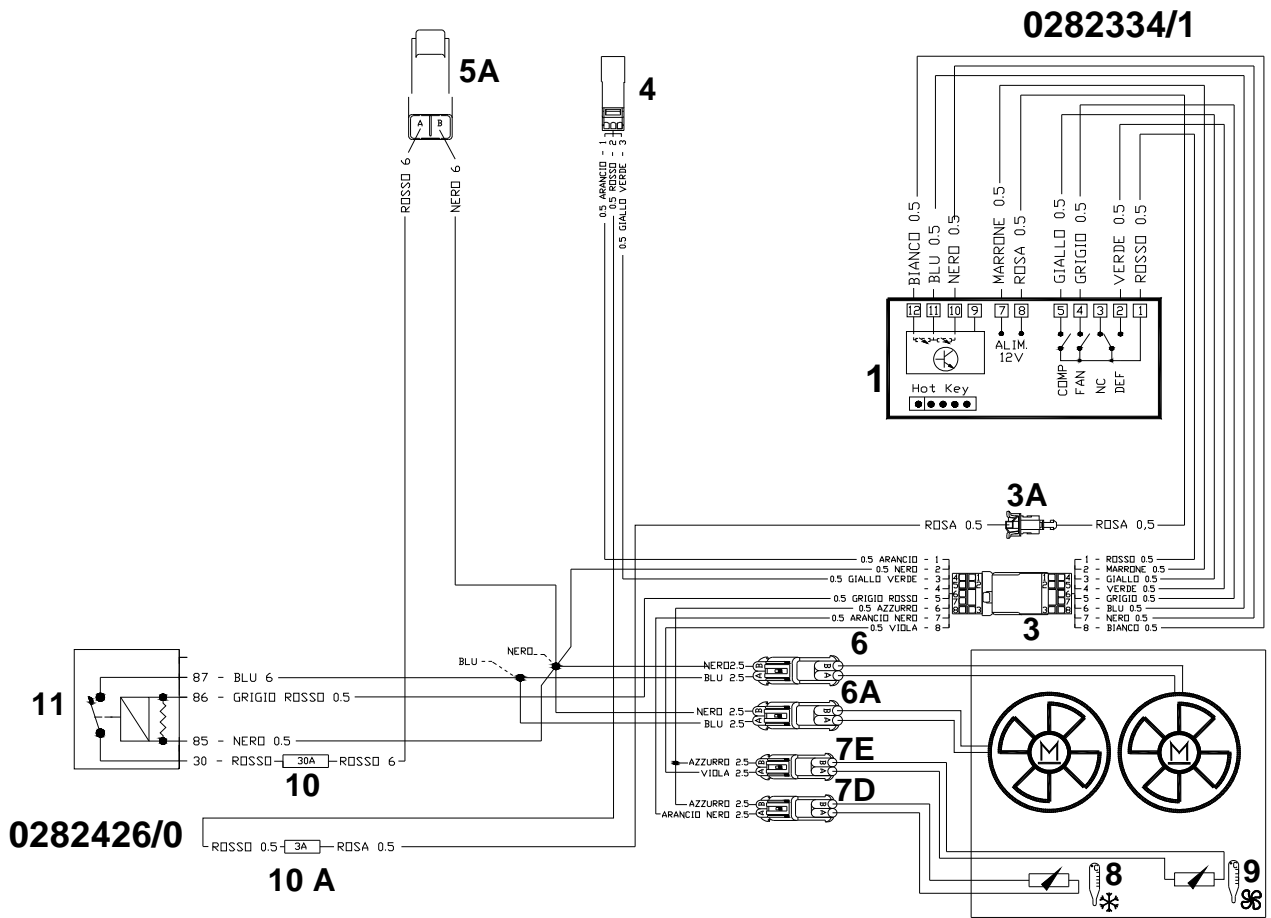 0282334/1
5A
4
A B
ROSSO 6
NERO 6
0.5 ARANCIO - 1
0.5 ROSSO - 2
0.5 GIALLO VERDE - 3
BIANCO 0.5
BLU 0.5
NERO 0.5
MARRONE 0.5
ROSA 0.5
GIALLO 0.5
GRIGIO 0.5
VERDE 0.5
ROSSO 0.5
12 11 10 9 7 8 5 4 3 2 1
ALIM.
12V
COMP
FAN
NC
DEF
1
Hot Key
3A
ROSA 0.5
ROSA 0,5
0.5 ARANCIO - 1
0.5 NERO - 2
0.5 GIALLO VERDE - 3
- 4
0.5 GRIGIO ROSSO - 5
0.5 AZZURRO - 6
0.5 ARANCIO NERO - 7
0.5 VIOLA - 8
1 - ROSSO 0.5
2 - MARRONE 0.5
3 - GIALLO 0.5
4 - VERDE 0.5
5 - GRIGIO 0.5
6 - BLU 0.5
7 - NERO 0.5
8 - BIANCO 0.5
3
6
BLU
NERO
NERO2.5
BLU 2.5
B
A
6A
NERO 2.5
BLU 2.5
B
A
7E
AZZURRO 2.5
VIOLA 2.5
B
A
7D
AZZURRO 2.5
ARANCIO NERO 2.5
B
A
M
M
11
87 - BLU 6
86 - GRIGIO ROSSO 0.5
85 - NERO 0.5
30 - ROSSO
30A
ROSSO 6
10
0282426/0
ROSSO 0.5
3A
ROSA 0.5
10 A
8
9